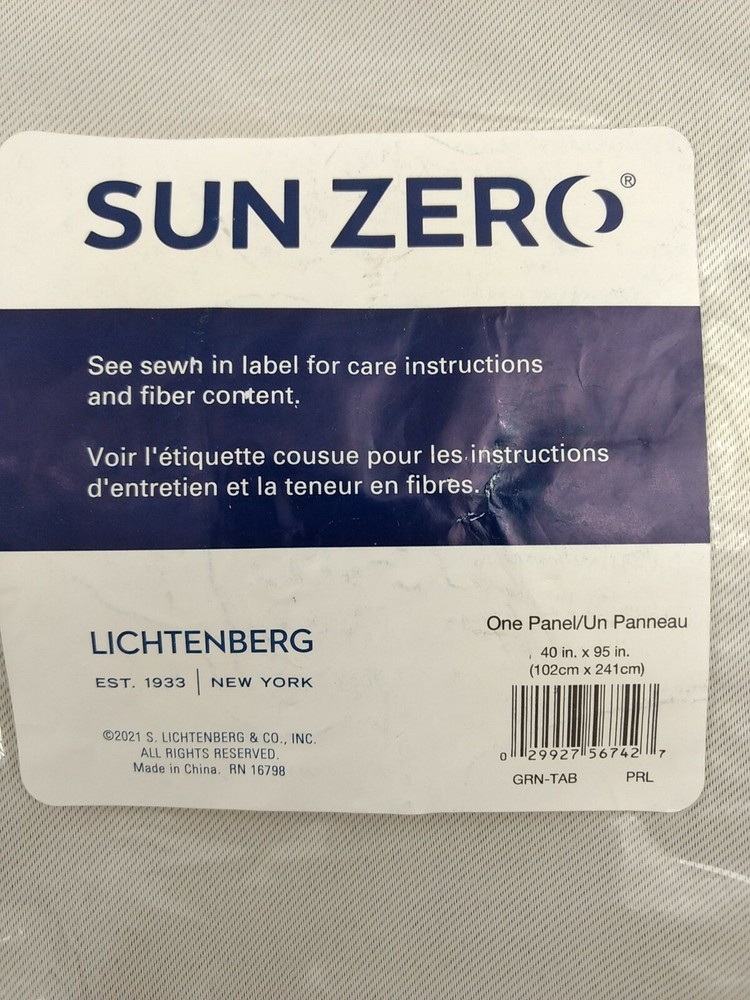 SUN ZERO®
See sewn in label for care instructions
and fiber content.
Voir l'étiquette cousue pour les instructions
d'entretien et la teneur en fibres.
LICHTENBERG
EST. 1933 | NEW YORK
©2021 S. LICHTENBERG & CO., INC.
ALL RIGHTS RESERVED.
Made in China. RN 16798
One Panel/Un Panneau
40 in. x 95 in.
(102cm x 241cm)
0 29927 56742 7
GRN-TAB PRL